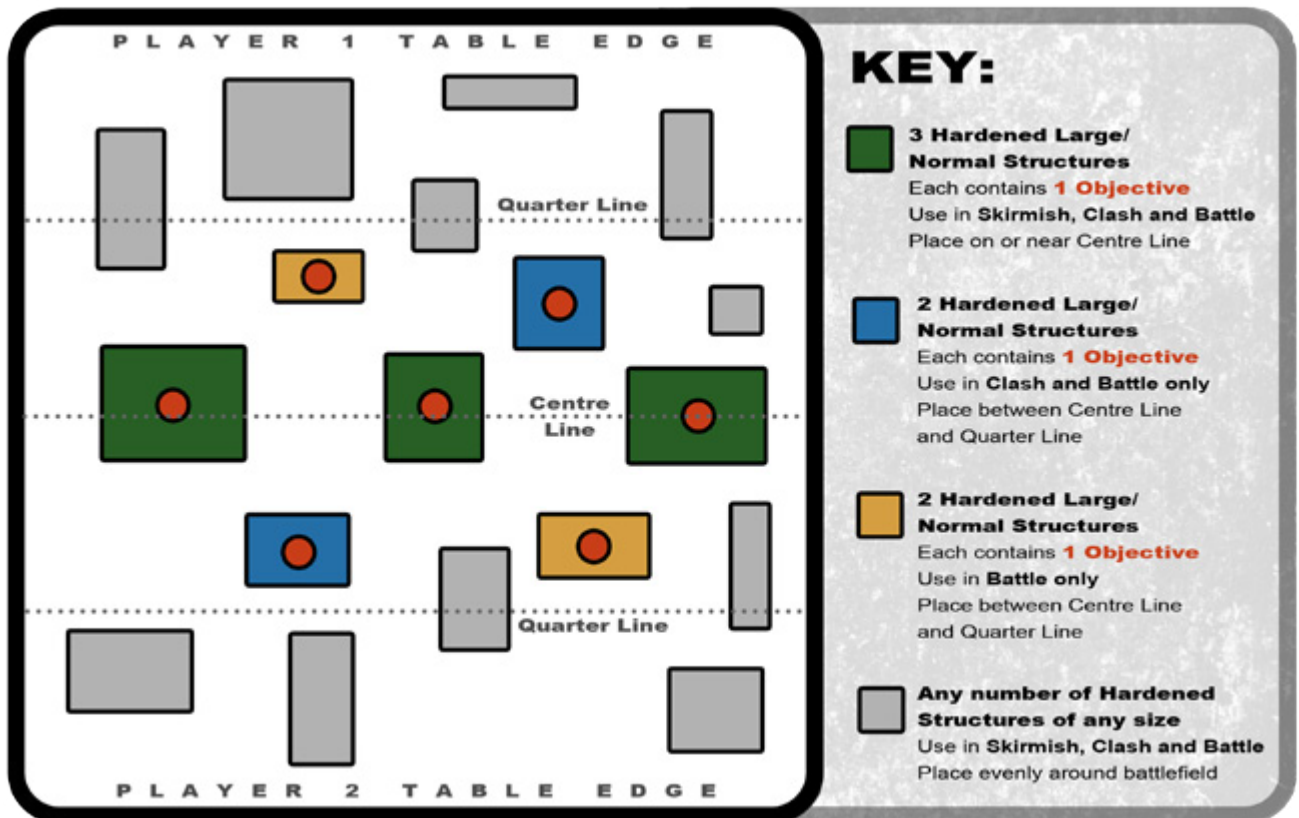 PLAYER 1 TABLE EDGE
Quarter Line
Centre
Line
Quarter Line
PLAYER 2 TABLE EDGE
KEY:
3 Hardened Large/
Normal Structures
Each contains 1 Objective
Use in Skirmish, Clash and Battle
Place on or near Centre Line
2 Hardened Large/
Normal Structures
Each contains 1 Objective
Use in Clash and Battle only
Place between Centre Line
and Quarter Line
2 Hardened Large/
Normal Structures
Each contains 1 Objective
Use in Battle only
Place between Centre Line
and Quarter Line
Any number of Hardened
Structures of any size
Use in Skirmish, Clash and Battle
Place evenly around battlefield